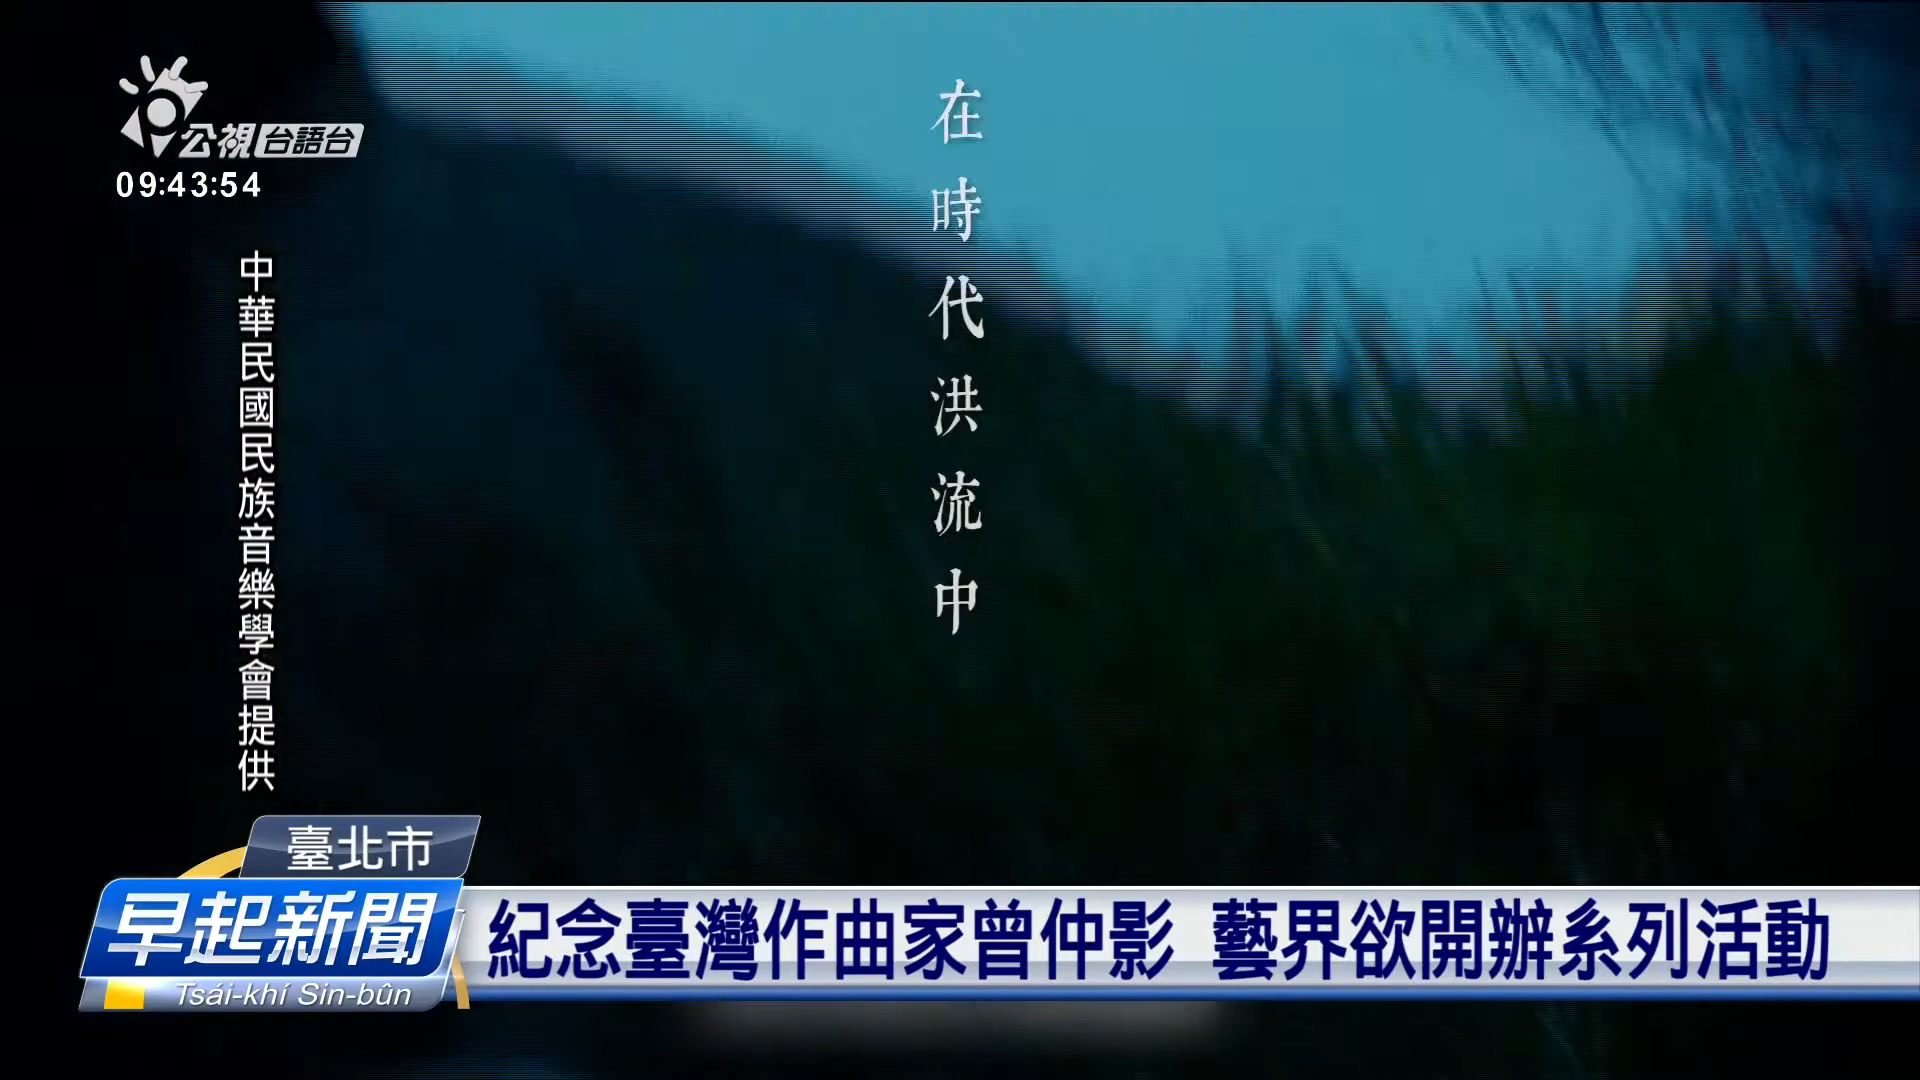 公視台語台
09:43:54
在時代洪流中
中華民國民族音樂學會提供
臺北市
早起新聞
Tsái-khí Sin-bûn
紀念臺灣作曲家曾仲影 藝界欲開辦系列活動